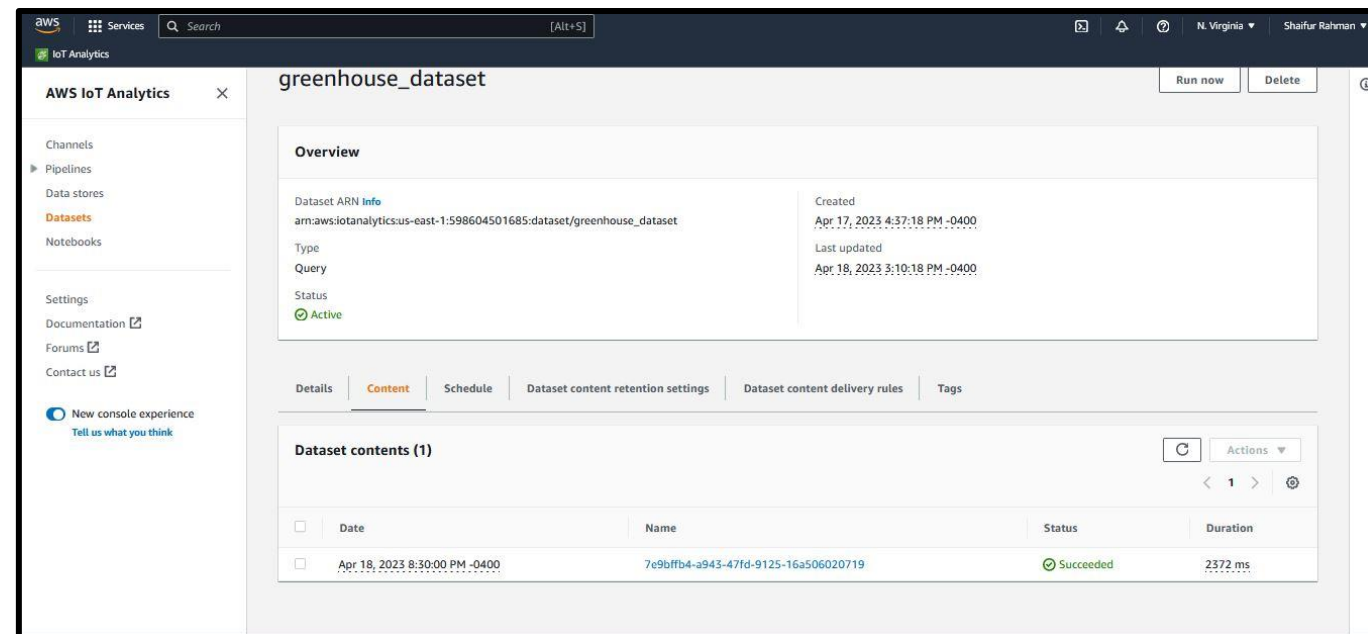 aws Services Search [Alt+S] N. Virginia Shaifur Rahman
IoT Analytics
AWS IoT Analytics
Channels
Pipelines
Data stores
Datasets
Notebooks
Settings
Documentation
Forums
Contact us
New console experience
Tell us what you think
greenhouse_dataset
Run now Delete
Overview
Dataset ARN Info
arn:aws:iotanalytics:us-east-1:598604501685:dataset/greenhouse_dataset
Type
Query
Status
Active
Created
Apr 17, 2023 4:37:18 PM -0400
Last updated
Apr 18, 2023 3:10:18 PM -0400
Details Content Schedule Dataset content retention settings Dataset content delivery rules Tags
Dataset contents (1)
Actions
1
Date Name Status Duration
Apr 18, 2023 8:30:00 PM -0400 7e9bffb4-a943-47fd-9125-16a506020719 Succeeded 2372 ms